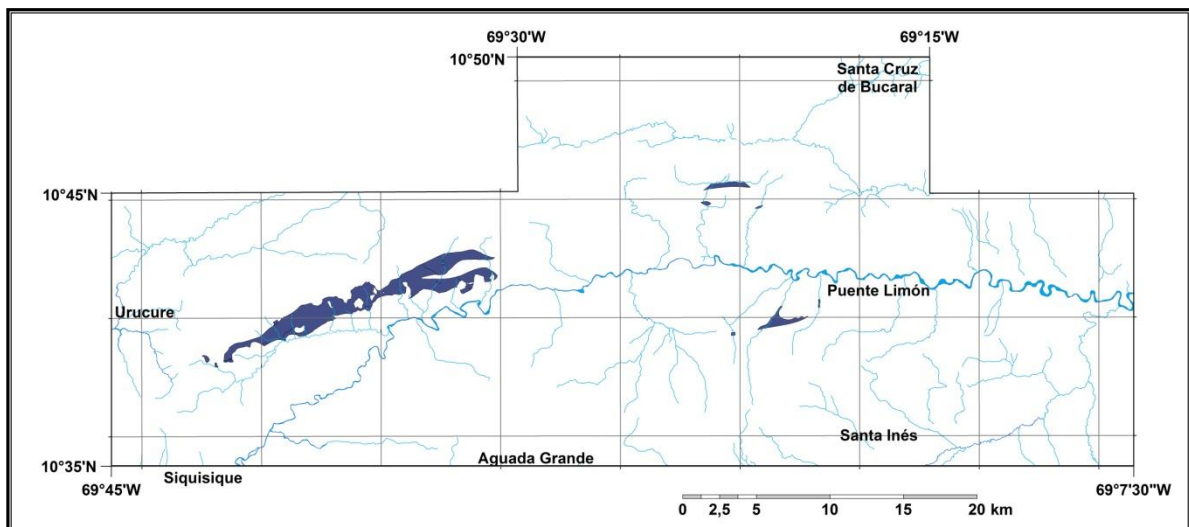 69°30'W
69°15'W
10°50'N
Santa Cruz
de Bucaral
10°45'N
Puente Limón
Urucure
Santa Inés
10°35'N
Aguada Grande
69°45'W
Siquisique
69°7'30"W
0 2,5 5 10 15 20 km